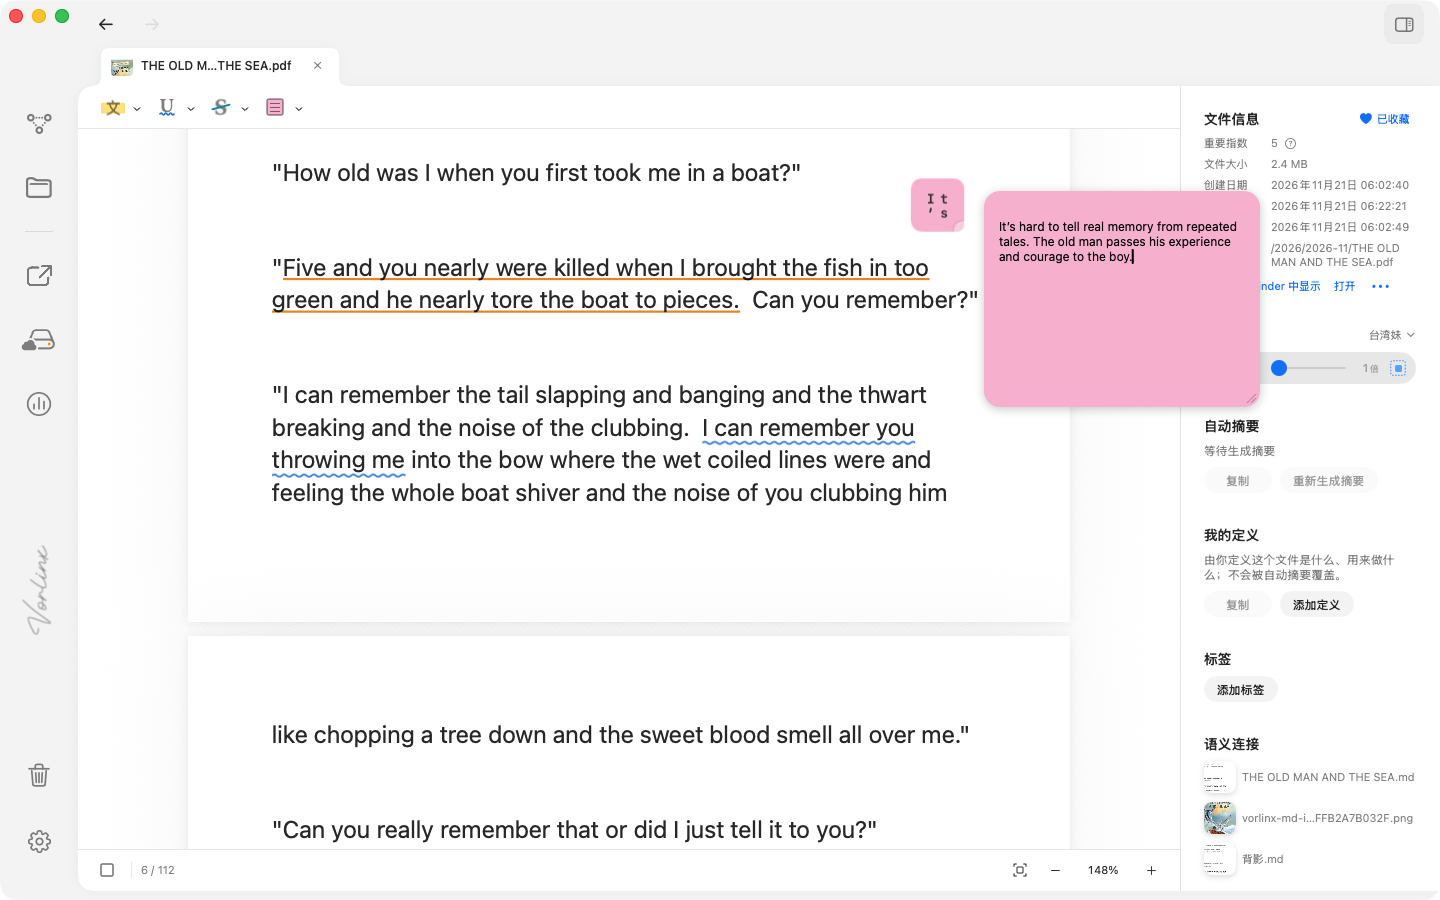 THE OLD M...THE SEA.pdf
文
U
S
"How old was I when you first took me in a boat?"
It
's
It's hard to tell real memory from repeated
tales. The old man passes his experience
and courage to the boy.
"Five and you nearly were killed when I brought the fish in too
green and he nearly tore the boat to pieces.  Can you remember?"
"I can remember the tail slapping and banging and the thwart
breaking and the noise of the clubbing.  I can remember you
throwing me into the bow where the wet coiled lines were and
feeling the whole boat shiver and the noise of you clubbing him
like chopping a tree down and the sweet blood smell all over me."
"Can you really remember that or did I just tell it to you?"
6 / 112
148%
Vorlinx
文件信息
已收藏
重要指数 5
文件大小 2.4 MB
创建日期 2026年11月21日 06:02:40
2026年11月21日 06:22:21
2026年11月21日 06:02:49
/2026/2026-11/THE OLD
MAN AND THE SEA.pdf
nder 中显示 打开
台湾妹
1倍
自动摘要
等待生成摘要
复制 重新生成摘要
我的定义
由你定义这个文件是什么、用来做什
么；不会被自动摘要覆盖。
复制 添加定义
标签
添加标签
语义连接
THE OLD MAN AND THE SEA.md
vorlinx-md-i...FFB2A7B032F.png
背影.md